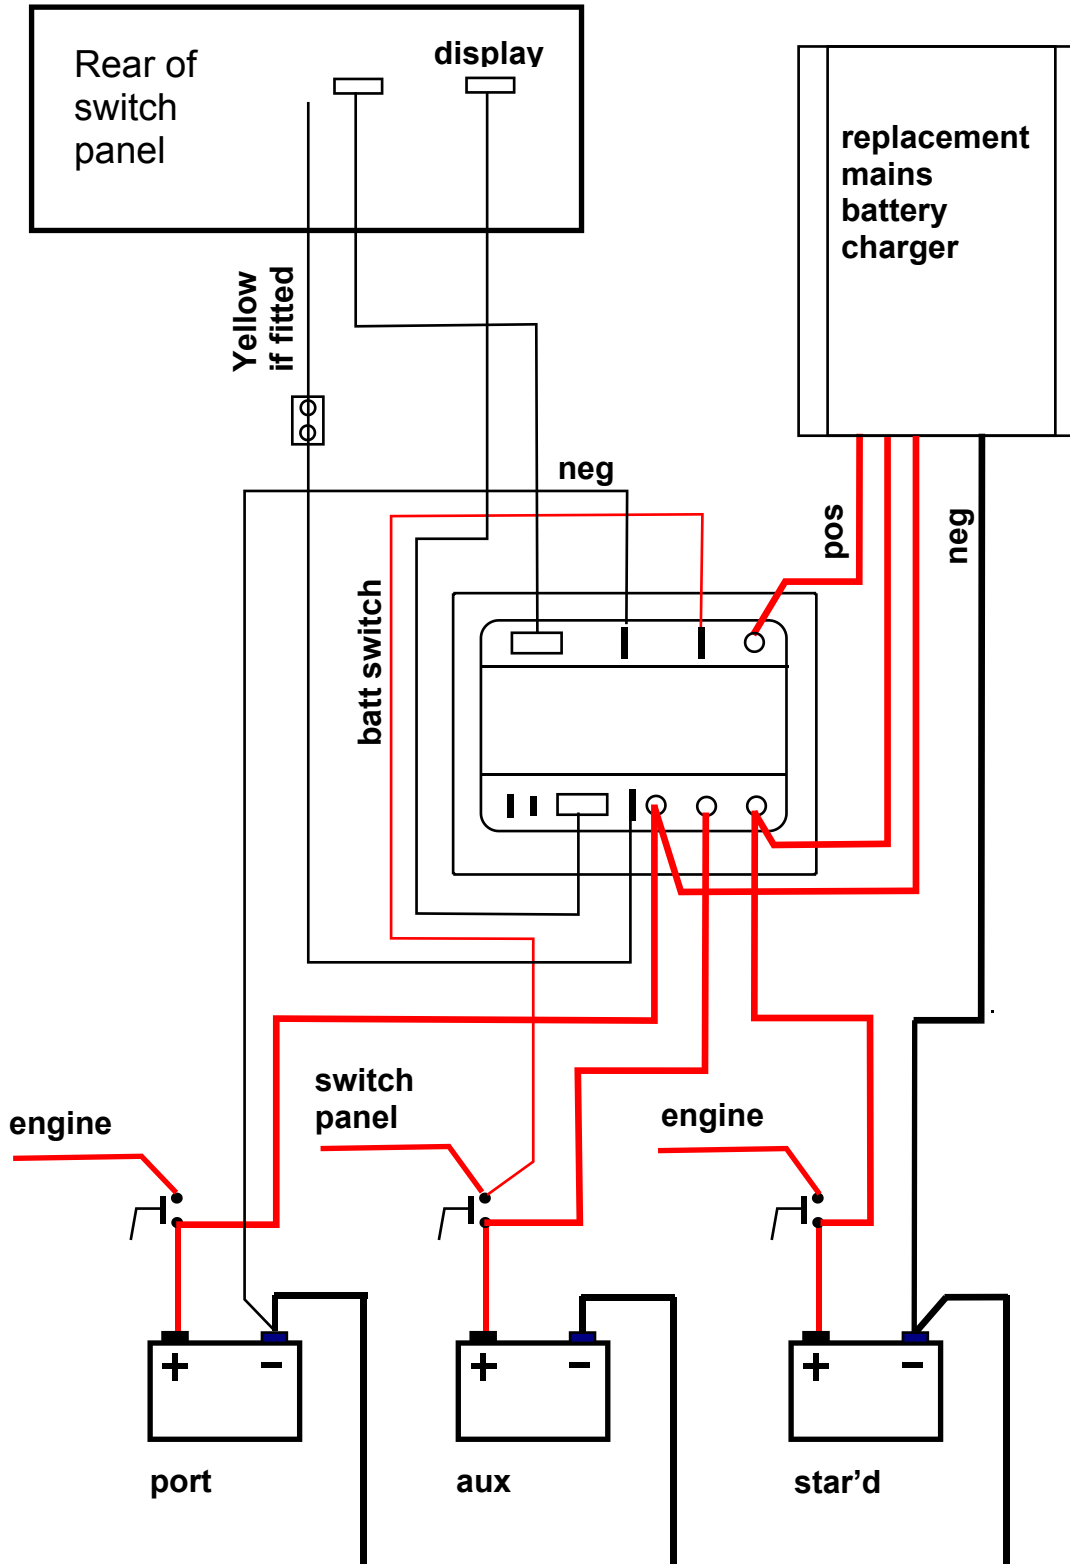 Rear of
switch
panel
display
replacement
mains
battery
charger
Yellow
if fitted
neg
pos
neg
batt switch
switch
panel
engine
engine
+ −
+ −
+ −
port
aux
star’d